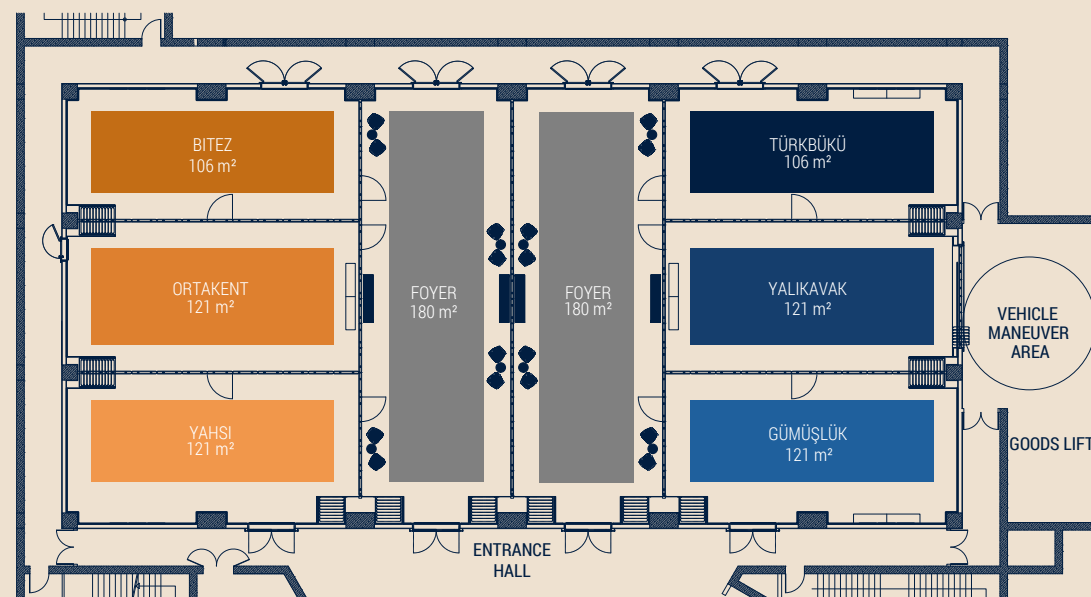 BITEZ
106 m²
TÜRKBÜKÜ
106 m²
ORTAKENT
121 m²
FOYER
180 m²
FOYER
180 m²
YALIKAVAK
121 m²
VEHICLE
MANEUVER
AREA
YAHSI
121 m²
GÜMÜŞLÜK
121 m²
GOODS LIFT
ENTRANCE
HALL